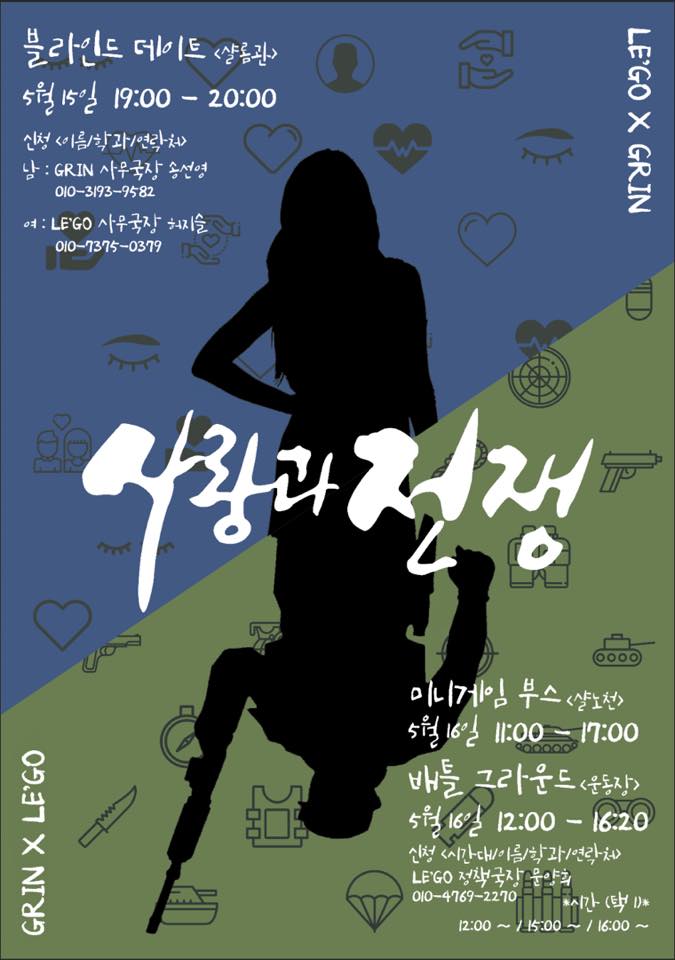 블라인드 데이트 <샬롬관>
5월 15일 19:00 - 20:00
신청 <이름/학과/연락처>
남 : GRIN 사무국장 송선영
010-3193-9582
여 : LE'GO 사무국장 허지슬
010-7375-0379
LE'GO X GRIN
사랑과 전쟁
미니게임 부스 <샬노천>
5월 16일 11:00 - 17:00
배틀 그라운드 <운동장>
5월 16일 12:00 - 16:20
신청 <시간대/이름/학과/연락처>
LE'GO 정책국장 문양희
010-4769-2270
*시간 (택 1)*
12:00 ~ / 15:00 ~ / 16:00 ~
GRIN X LE'GO